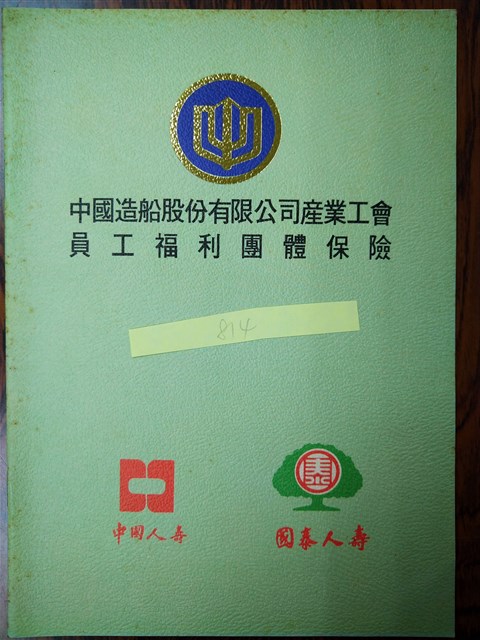 中國造船股份有限公司産業工會
員工福利團體保險
814
中國人壽
國泰人壽